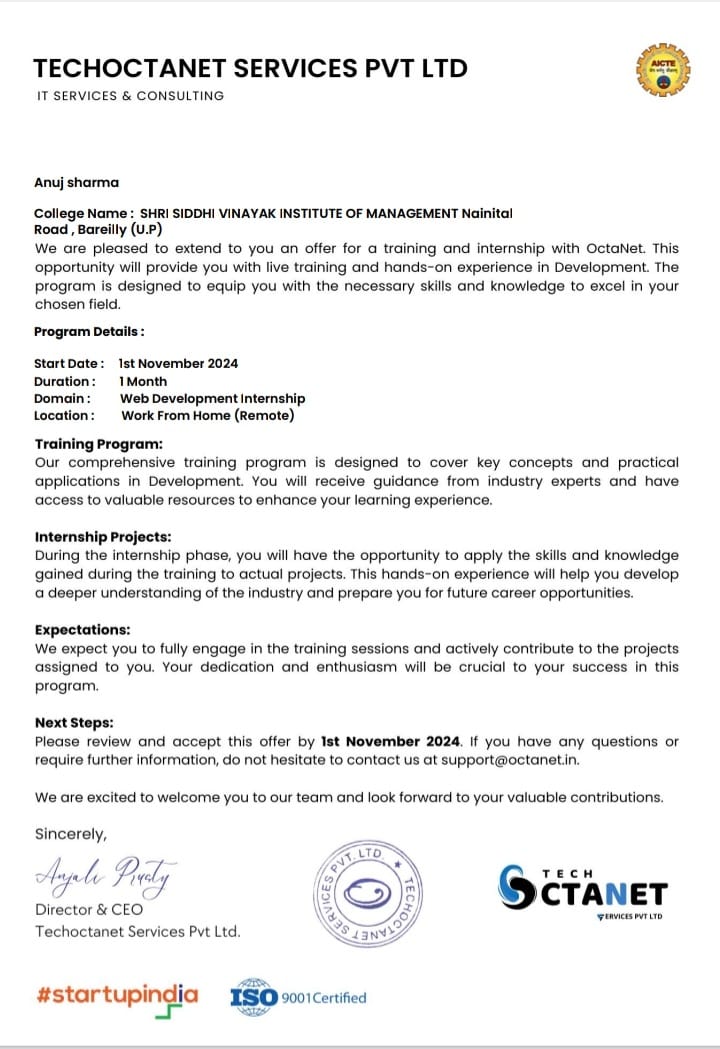 TECHOCTANET SERVICES PVT LTD
IT SERVICES & CONSULTING
AICTE
Anuj sharma
College Name : SHRI SIDDHI VINAYAK INSTITUTE OF MANAGEMENT Nainital
Road , Bareilly (U.P)
We are pleased to extend to you an offer for a training and internship with OctaNet. This
opportunity will provide you with live training and hands-on experience in Development. The
program is designed to equip you with the necessary skills and knowledge to excel in your
chosen field.
Program Details :
Start Date : 1st November 2024
Duration : 1 Month
Domain : Web Development Internship
Location : Work From Home (Remote)
Training Program:
Our comprehensive training program is designed to cover key concepts and practical
applications in Development. You will receive guidance from industry experts and have
access to valuable resources to enhance your learning experience.
Internship Projects:
During the internship phase, you will have the opportunity to apply the skills and knowledge
gained during the training to actual projects. This hands-on experience will help you develop
a deeper understanding of the industry and prepare you for future career opportunities.
Expectations:
We expect you to fully engage in the training sessions and actively contribute to the projects
assigned to you. Your dedication and enthusiasm will be crucial to your success in this
program.
Next Steps:
Please review and accept this offer by 1st November 2024. If you have any questions or
require further information, do not hesitate to contact us at support@octanet.in.
We are excited to welcome you to our team and look forward to your valuable contributions.
Sincerely,
Anjali
Director & CEO
Techoctanet Services Pvt Ltd.
TECHOCTANET SERVICES PVT. LTD. ★
TECH
OCTANET
SERVICES PVT LTD
#startupindia
ISO 9001 Certified